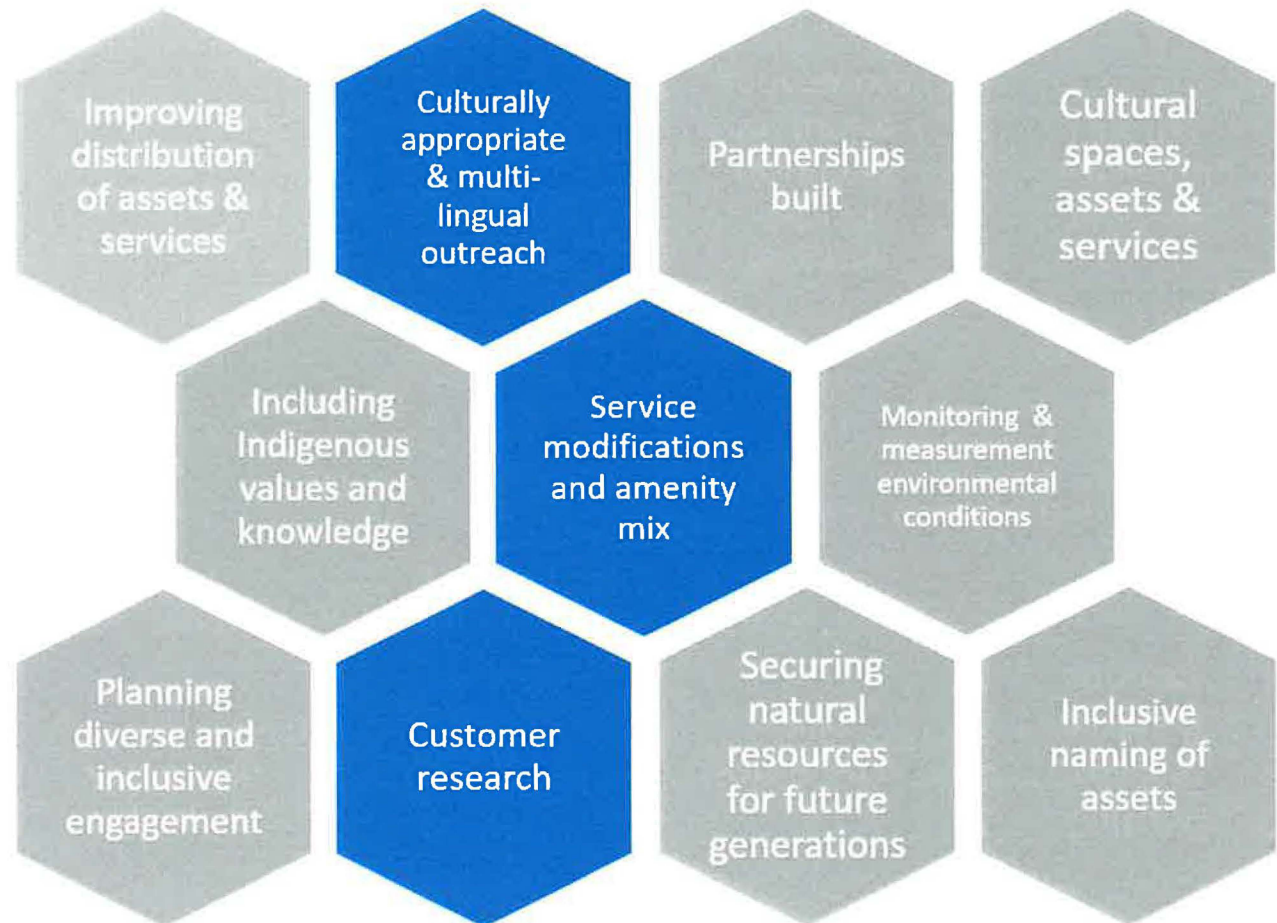 Improving
distribution
of assets &
services
Culturally
appropriate
& multi-
lingual
outreach
Partnerships
built
Cultural
spaces,
assets &
services
Including
Indigenous
values and
knowledge
Service
modifications
and amenity
mix
Monitoring &
measurement
environmental
conditions
Planning
diverse and
inclusive
engagement
Customer
research
Securing
natural
resources
for future
generations
Inclusive
naming of
assets